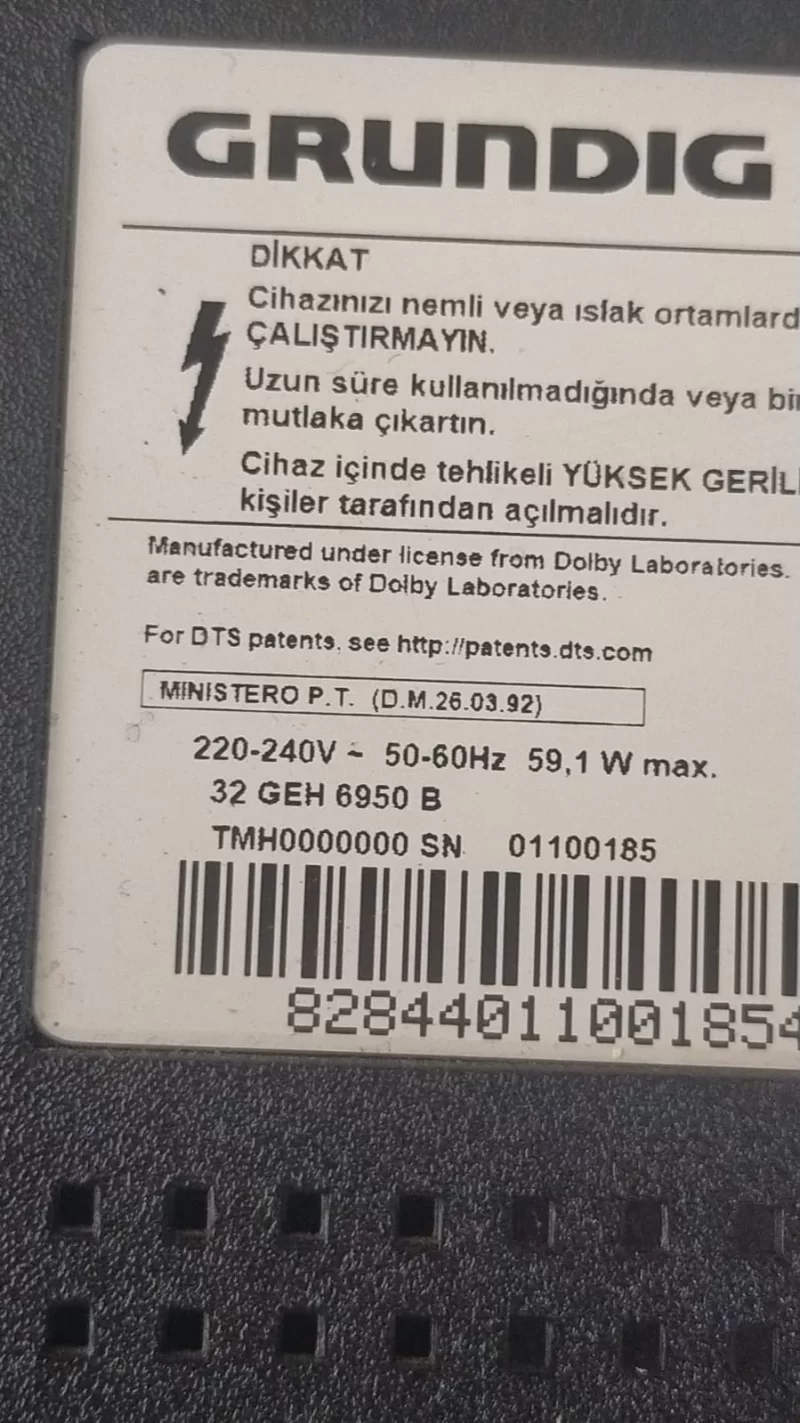 GRUNDIG
DİKKAT
Cihazınızı nemli veya ıslak ortamlard
ÇALIŞTIRMAYIN.
Uzun süre kullanılmadığında veya bir
mutlaka çıkartın.
Cihaz içinde tehlikeli YÜKSEK GERİLİ
kişiler tarafından açılmalıdır.
Manufactured under license from Dolby Laboratories.
are trademarks of Dolby Laboratories.
For DTS patents, see http://patents.dts.com
MINISTERO P.T. (D.M.26.03.92)
220-240V ~ 50-60Hz 59,1 W max.
32 GEH 6950 B
TMH0000000 SN 01100185
82844011001854